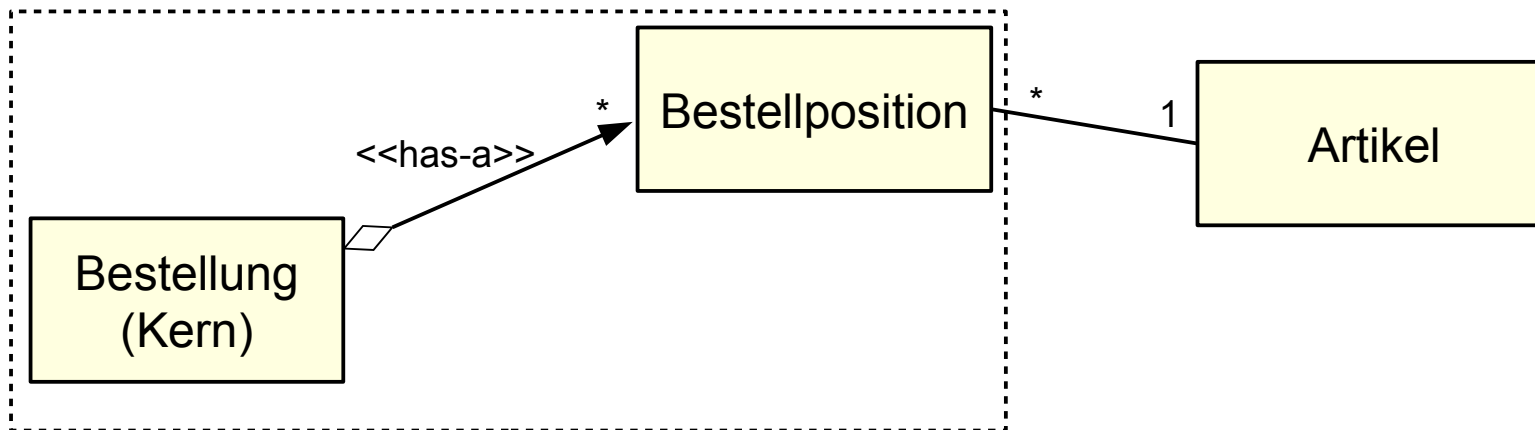 *
Bestellposition
*
1
<<has-a>>
Artikel
Bestellung
(Kern)